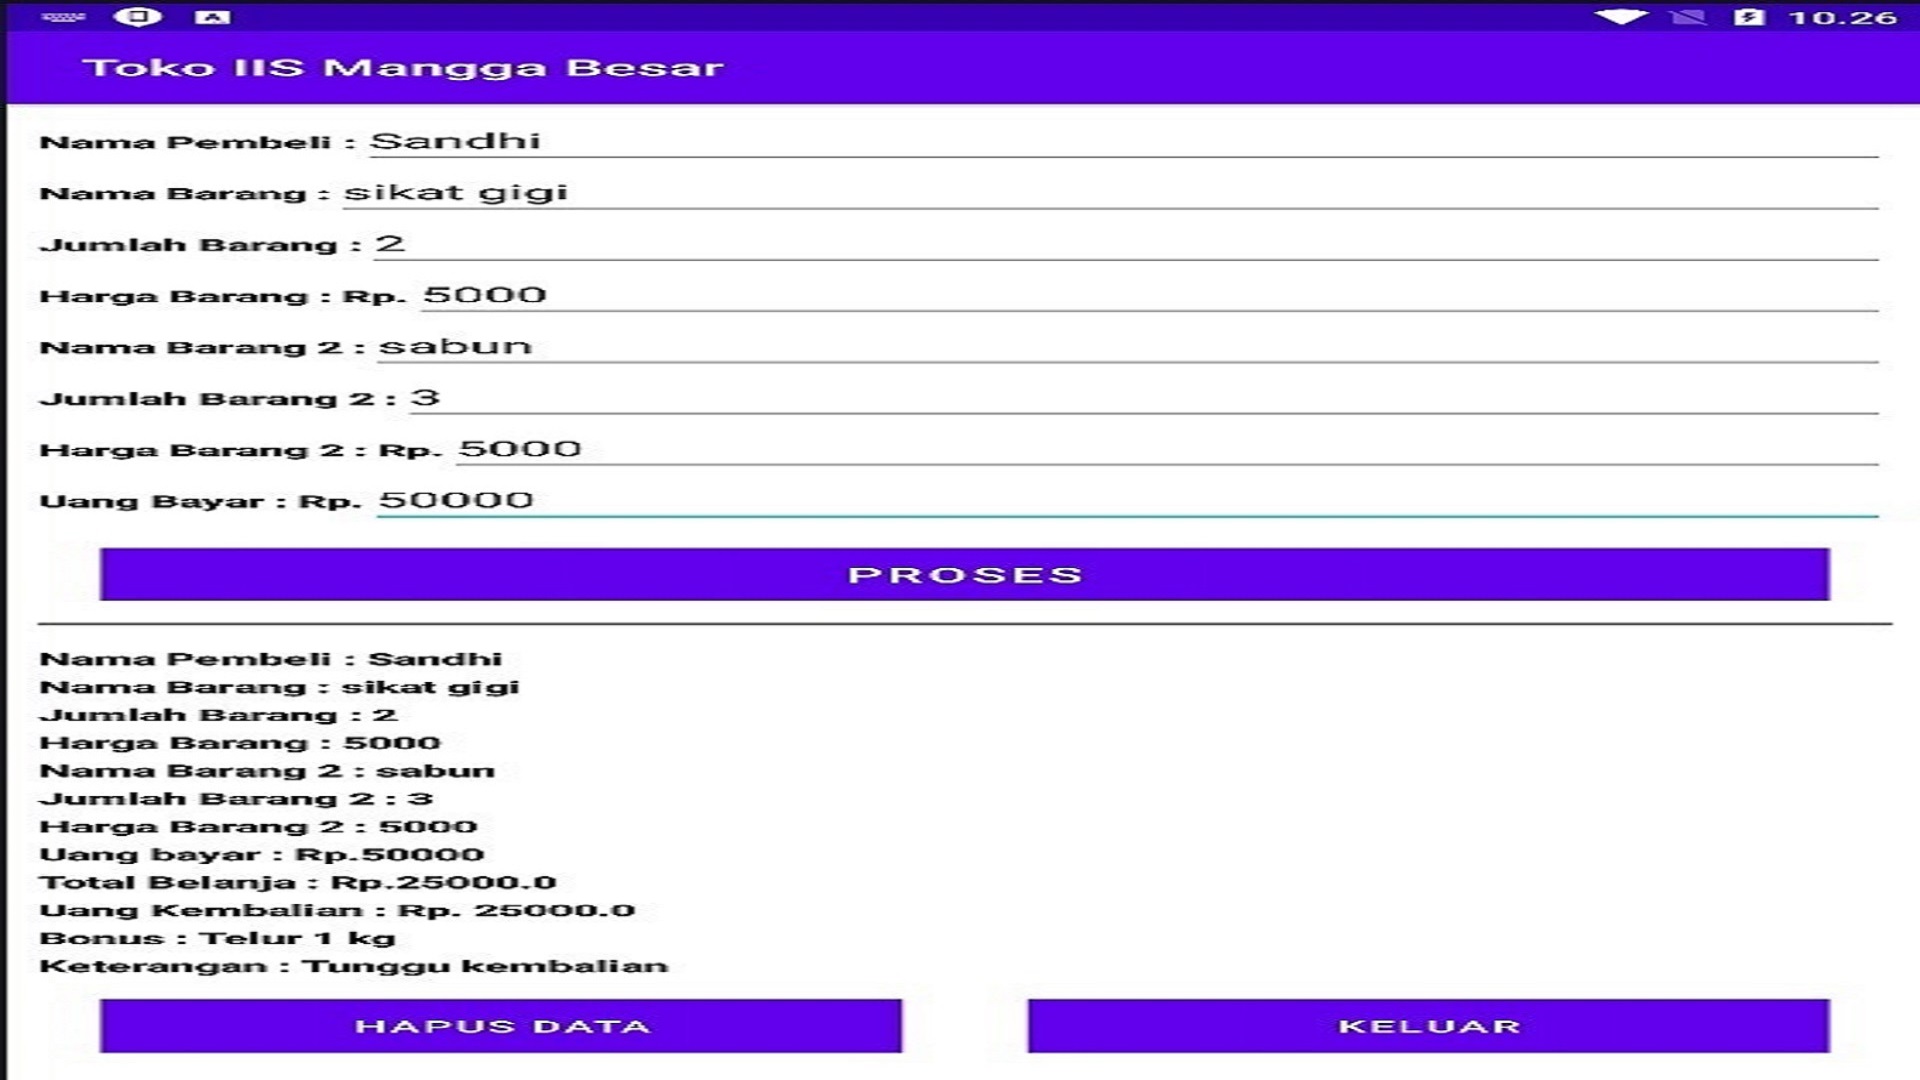 10.26
Toko IIS Mangga Besar
Nama Pembeli : Sandhi
Nama Barang : sikat gigi
Jumlah Barang : 2
Harga Barang : Rp. 5000
Nama Barang 2 : sabun
Jumlah Barang 2 : 3
Harga Barang 2 : Rp. 5000
Uang Bayar : Rp. 50000
PROSES
Nama Pembeli : Sandhi
Nama Barang : sikat gigi
Jumlah Barang : 2
Harga Barang : 5000
Nama Barang 2 : sabun
Jumlah Barang 2 : 3
Harga Barang 2 : 5000
Uang bayar : Rp.50000
Total Belanja : Rp.25000.0
Uang Kembalian : Rp. 25000.0
Bonus : Telur 1 kg
Keterangan : Tunggu kembalian
HAPUS DATA
KELUAR